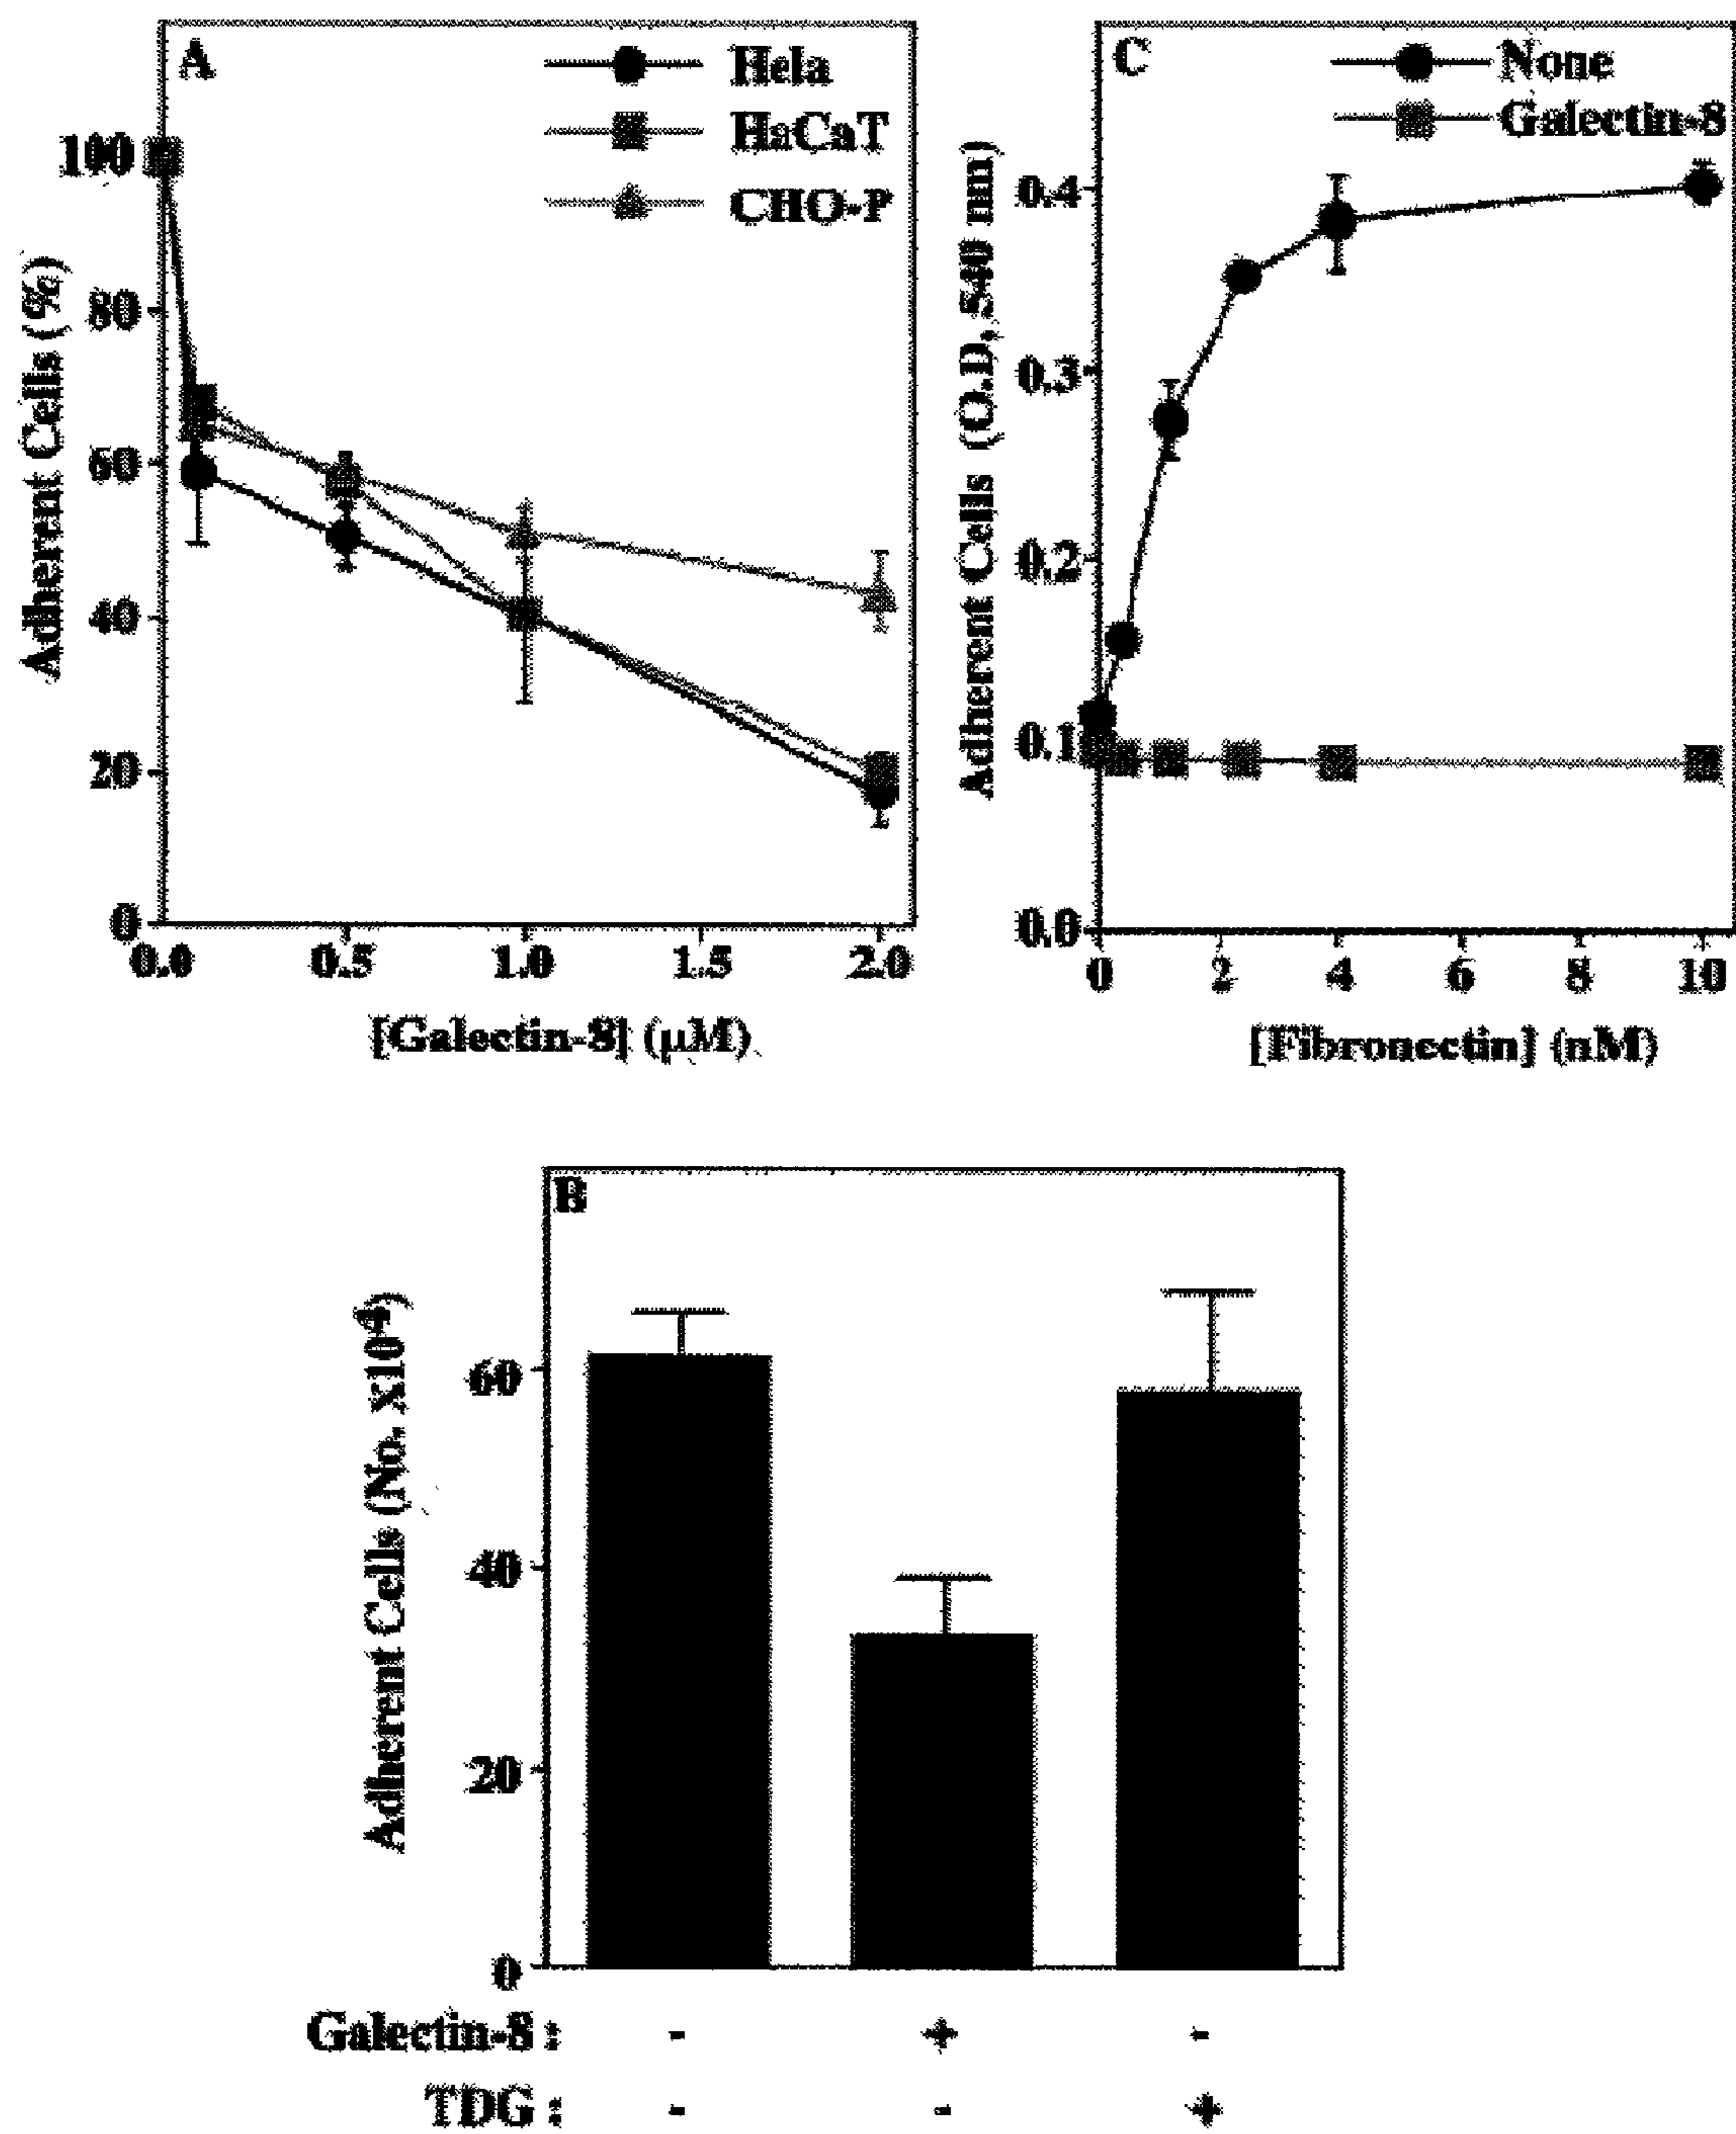 A
Hela
HaCaT
CHO-P
Adherent Cells (%)
100
80
60
40
20
0
0.0 0.5 1.0 1.5 2.0
[Galectin-8] (μM)
C
None
Galectin-8
Adherent Cells (O.D, 540 nm)
0.4
0.3
0.2
0.1
0.0
0 2 4 6 8 10
[Fibronectin] (nM)
B
Adherent Cells (No. X10⁴)
60
40
20
0
Galectin-8 : - + -
TDG : - - +